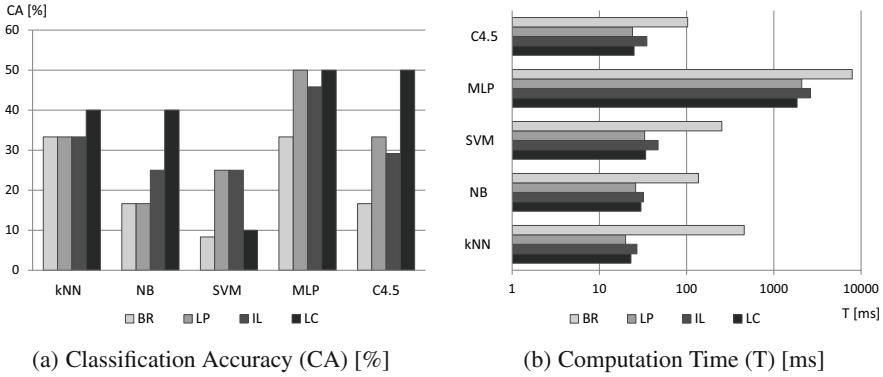 CA [%]
60
50
40
30
20
10
0
kNN NB SVM MLP C4.5
BR LP IL LC
(a) Classification Accuracy (CA) [%]
C4.5
MLP
SVM
NB
kNN
1 10 100 1000 10000
T [ms]
BR LP IL LC
(b) Computation Time (T) [ms]